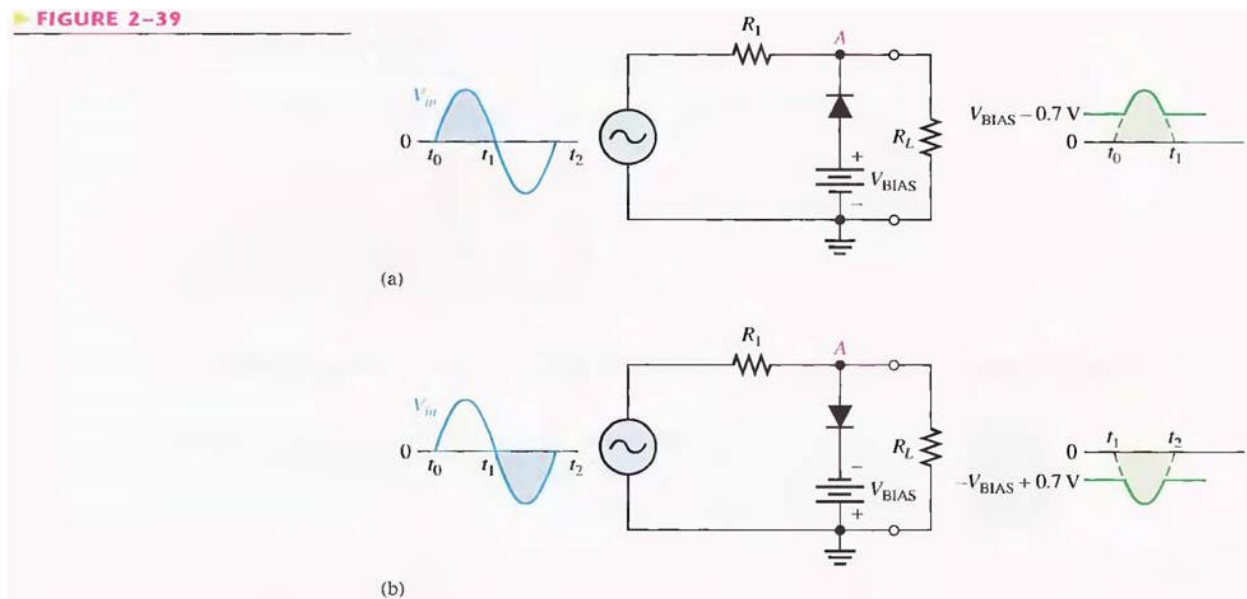 FIGURE 2–39
R1
A
Vin
0
t0
t1
t2
+
VBIAS
–
RL
VBIAS – 0.7 V
0
t0
t1
(a)
R1
A
Vin
0
t0
t1
t2
–
VBIAS
+
RL
t1
t2
0
–VBIAS + 0.7 V
(b)